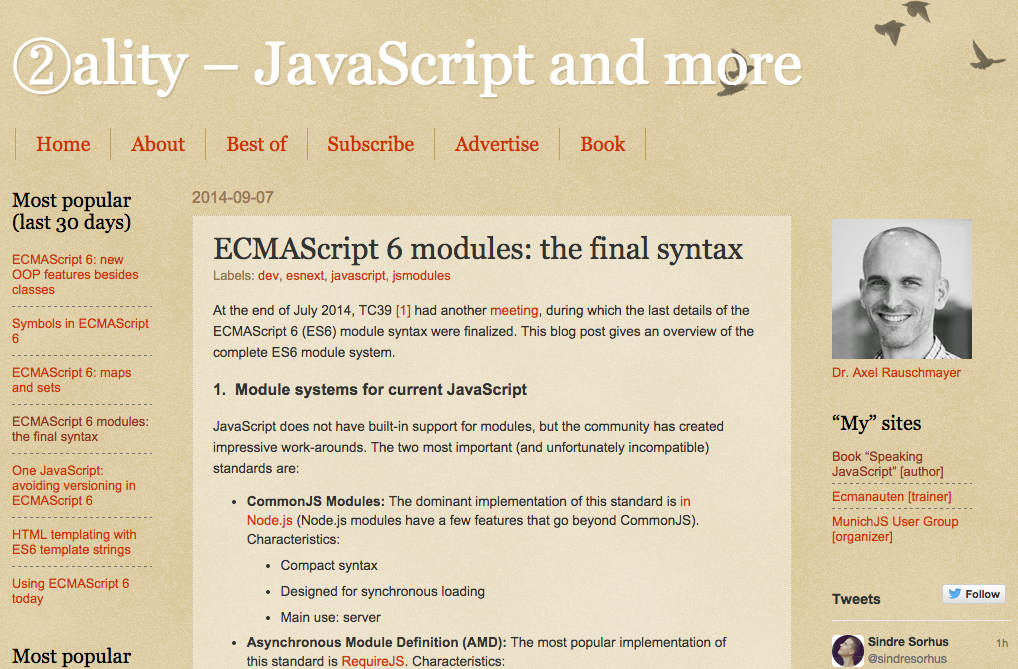 ②ality – JavaScript and more
Home
About
Best of
Subscribe
Advertise
Book
Most popular
(last 30 days)
ECMAScript 6: new
OOP features besides
classes
Symbols in ECMAScript
6
ECMAScript 6: maps
and sets
ECMAScript 6 modules:
the final syntax
One JavaScript:
avoiding versioning in
ECMAScript 6
HTML templating with
ES6 template strings
Using ECMAScript 6
today
Most popular
2014-09-07
ECMAScript 6 modules: the final syntax
Labels: dev, esnext, javascript, jsmodules
At the end of July 2014, TC39 [1] had another meeting, during which the last details of the
ECMAScript 6 (ES6) module syntax were finalized. This blog post gives an overview of the
complete ES6 module system.
1. Module systems for current JavaScript
JavaScript does not have built-in support for modules, but the community has created
impressive work-arounds. The two most important (and unfortunately incompatible)
standards are:
• CommonJS Modules: The dominant implementation of this standard is in
Node.js (Node.js modules have a few features that go beyond CommonJS).
Characteristics:
• Compact syntax
• Designed for synchronous loading
• Main use: server
• Asynchronous Module Definition (AMD): The most popular implementation of
this standard is RequireJS. Characteristics:
Dr. Axel Rauschmayer
“My” sites
Book “Speaking
JavaScript” [author]
Ecmanauten [trainer]
MunichJS User Group
[organizer]
Tweets
Follow
Sindre Sorhus 1h
@sindresorhus